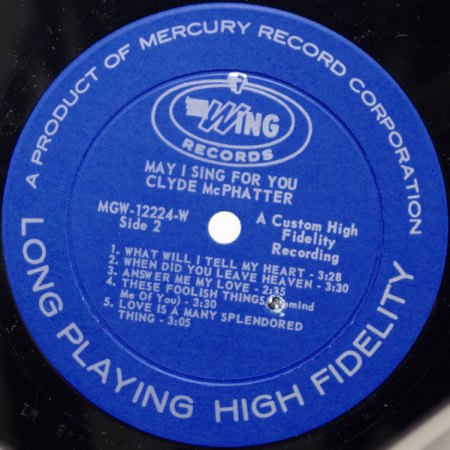 A PRODUCT OF MERCURY RECORD CORPORATION
WING
RECORDS
MAY I SING FOR YOU
CLYDE McPHATTER
MGW-12224-W
Side 2
A Custom High
Fidelity
Recording
1. WHAT WILL I TELL MY HEART - 3:28
2. WHEN DID YOU LEAVE HEAVEN - 3:30
3. ANSWER ME MY LOVE - 2:35
4. THESE FOOLISH THINGS (Remind
Me Of You) - 3:30
5. LOVE IS A MANY SPLENDORED
THING - 3:05
LONG PLAYING HIGH FIDELITY